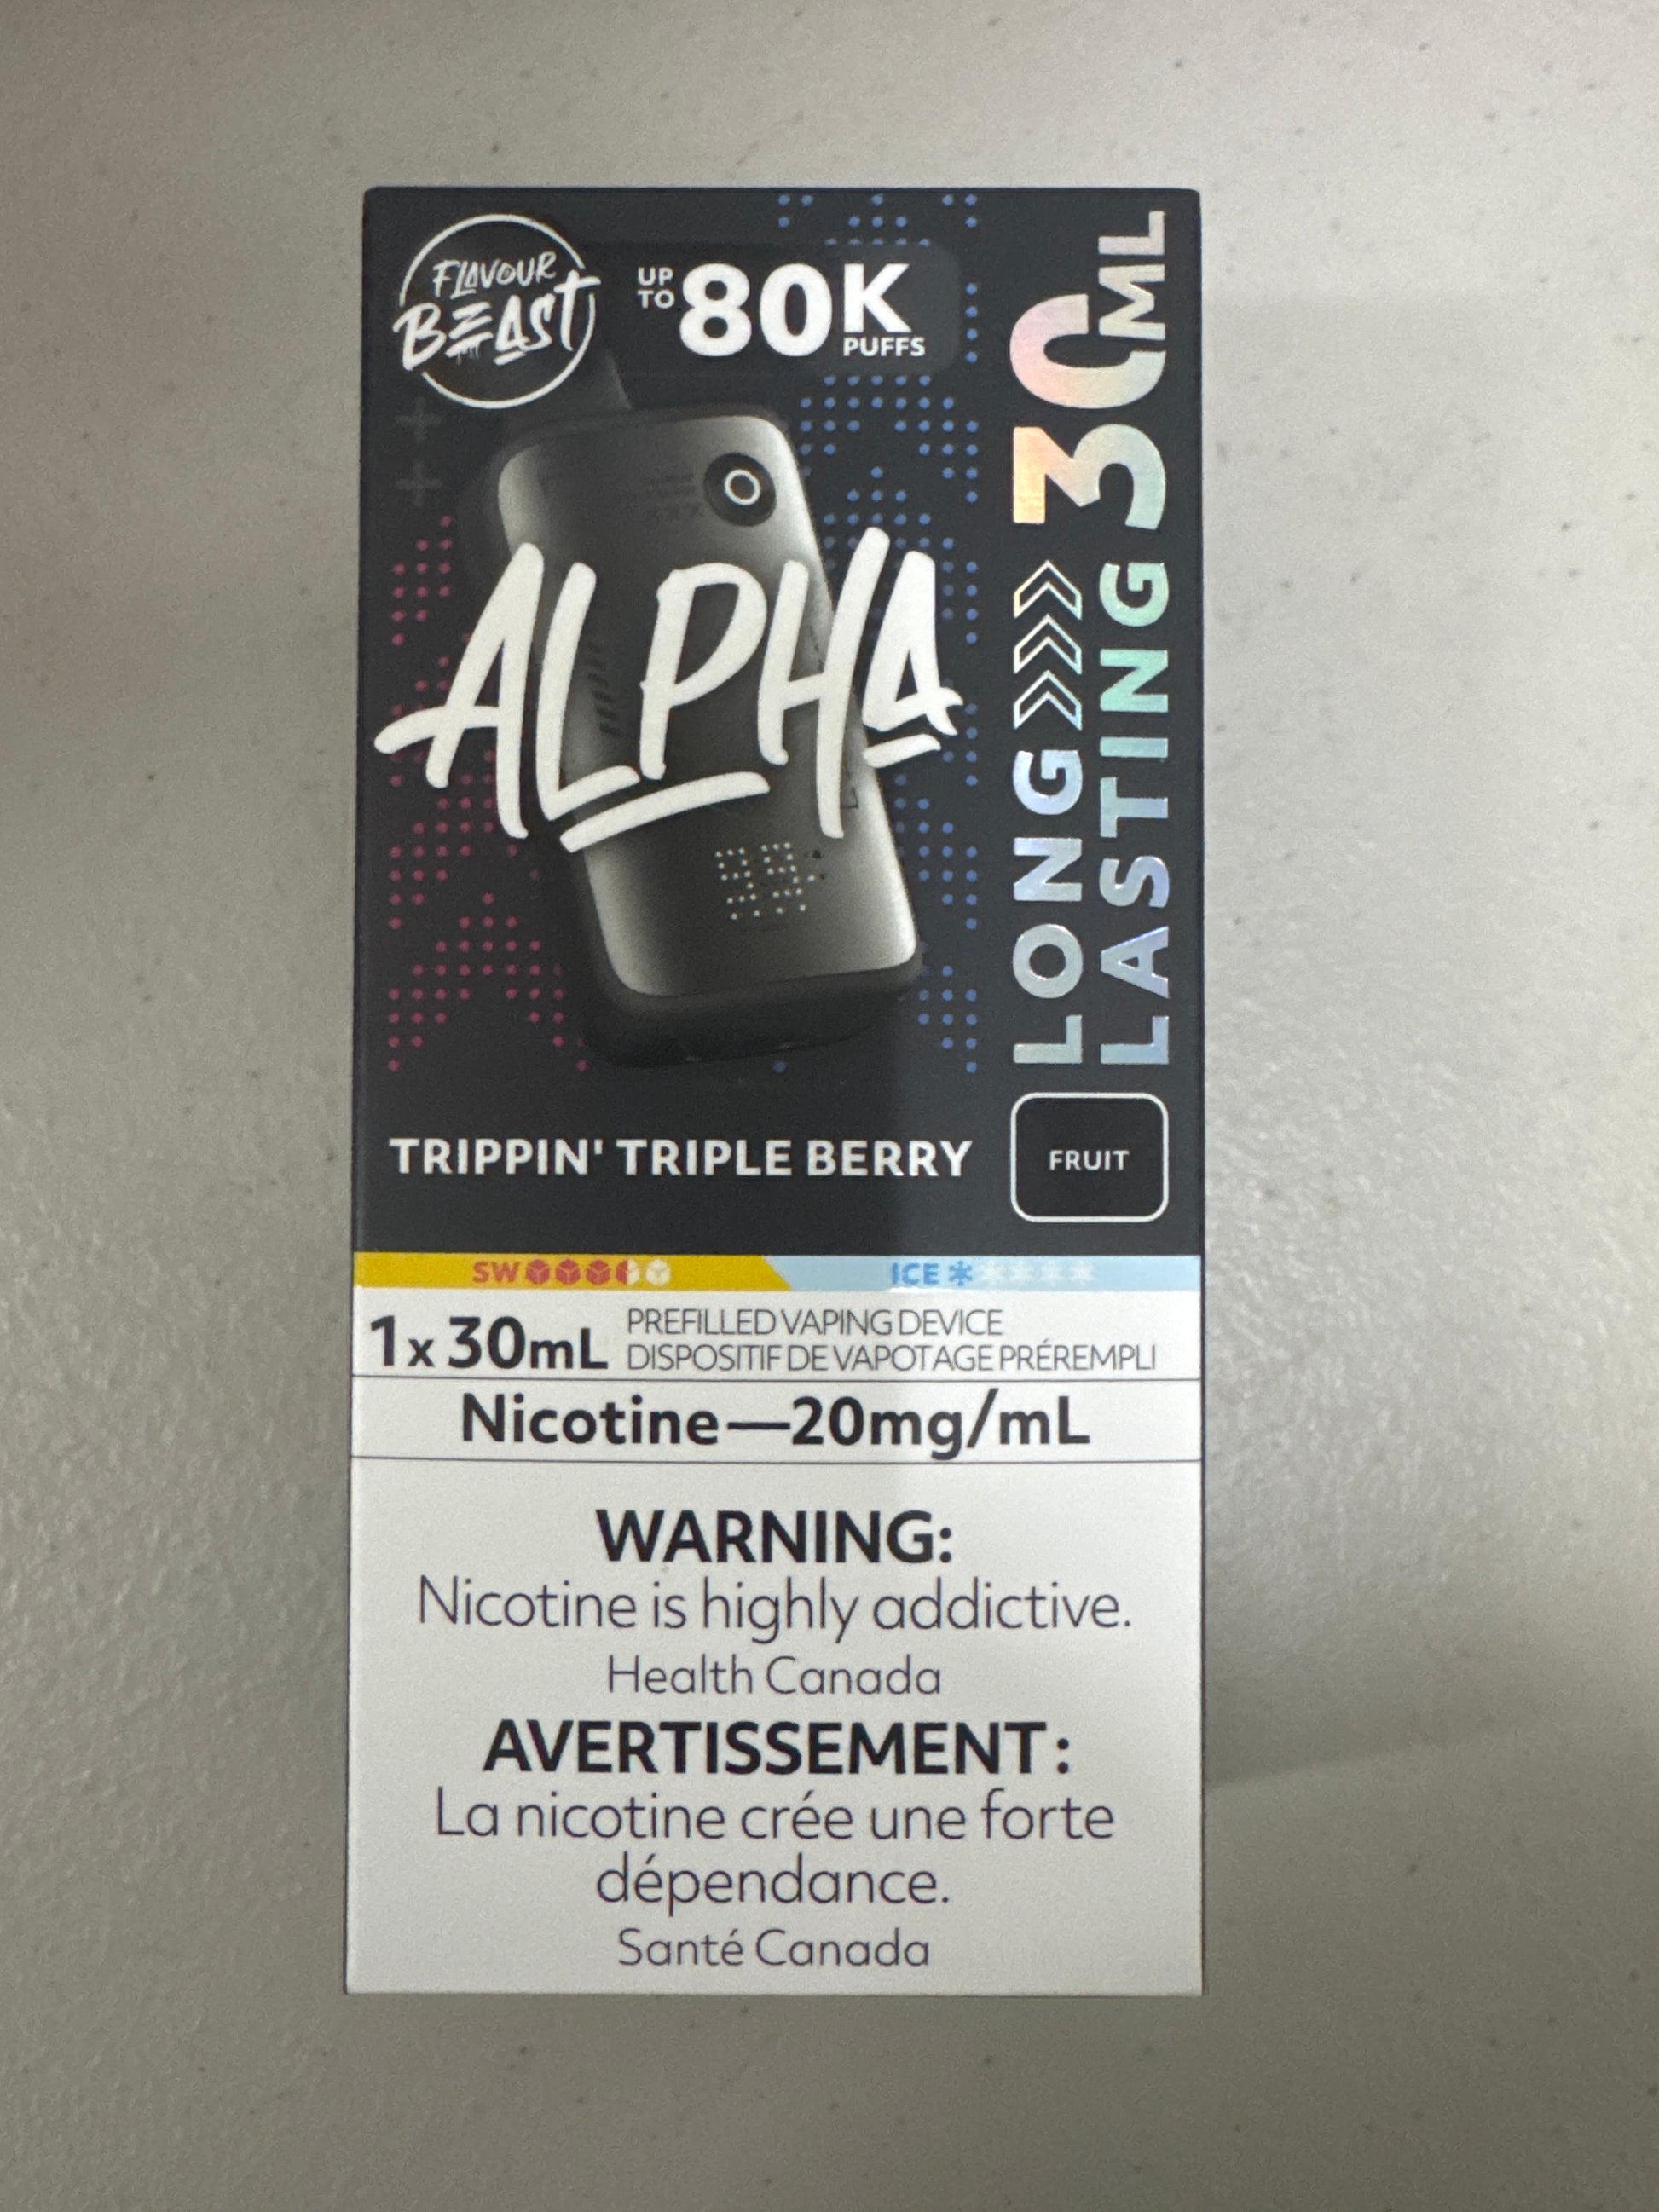 FLAVOUR
BEAST
UP
TO
80K
PUFFS
ALPHA
LONG
LASTING
30ML
TRIPPIN' TRIPLE BERRY
FRUIT
SW
ICE
1x30mL
PREFILLED VAPING DEVICE
DISPOSITIF DE VAPOTAGE PRÉREMPLI
Nicotine—20mg/mL
WARNING:
Nicotine is highly addictive.
Health Canada
AVERTISSEMENT:
La nicotine crée une forte
dépendance.
Santé Canada